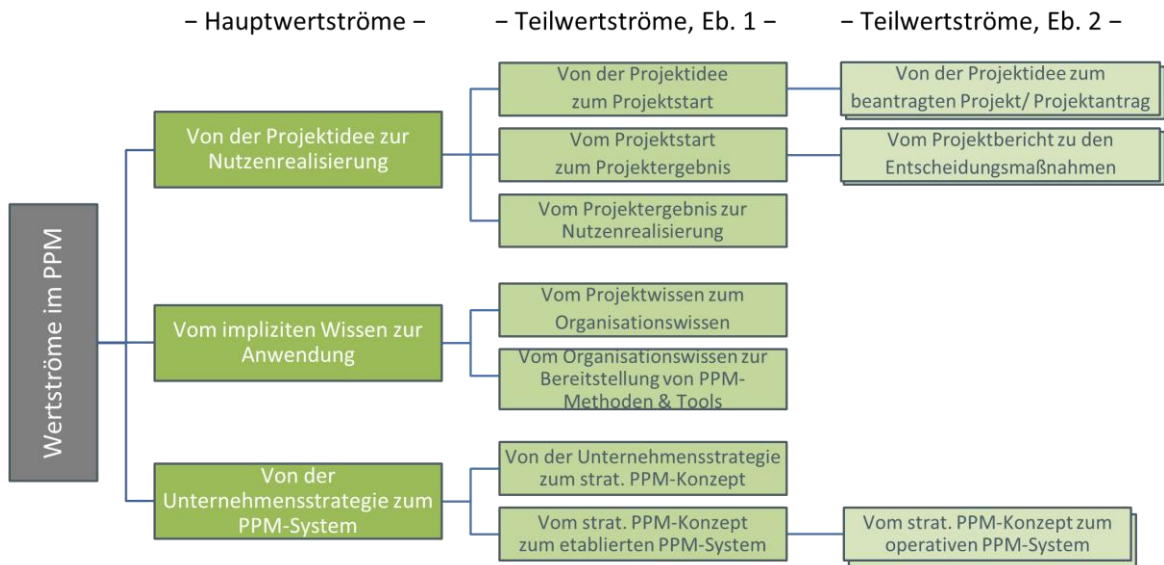 – Hauptwertströme –
– Teilwertströme, Eb. 1 –
– Teilwertströme, Eb. 2 –
Wertströme im PPM
Von der Projektidee zur
Nutzenrealisierung
Von der Projektidee
zum Projektstart
Von der Projektidee zum
beantragten Projekt/ Projektantrag
Vom Projektstart
zum Projektergebnis
Vom Projektbericht zu den
Entscheidungsmaßnahmen
Vom Projektergebnis zur
Nutzenrealisierung
Vom impliziten Wissen zur
Anwendung
Vom Projektwissen zum
Organisationswissen
Vom Organisationswissen zur
Bereitstellung von PPM-
Methoden & Tools
Von der
Unternehmensstrategie zum
PPM-System
Von der Unternehmensstrategie
zum strat. PPM-Konzept
Vom strat. PPM-Konzept
zum etablierten PPM-System
Vom strat. PPM-Konzept zum
operativen PPM-System